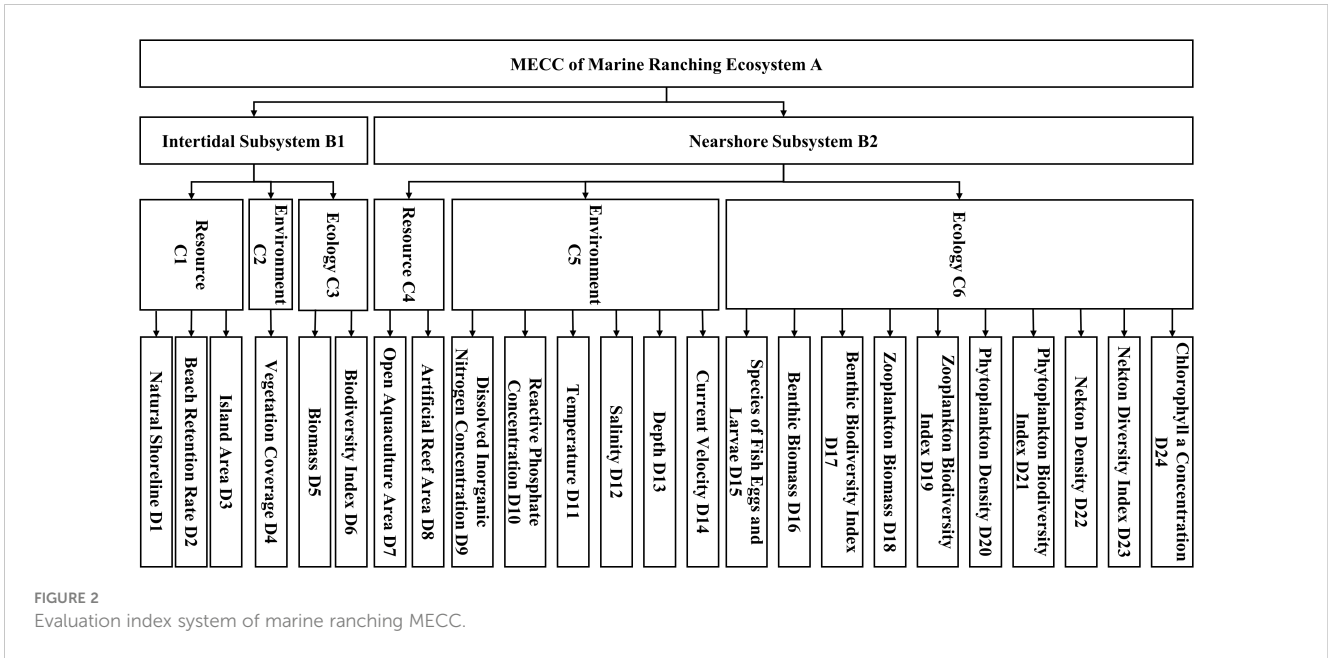 MECC of Marine Ranching Ecosystem A
Intertidal Subsystem B1
Nearshore Subsystem B2
Resource
C1
Environment
C2
Ecology C3
Resource C4
Environment
C5
Ecology C6
Natural Shoreline D1
Beach Retention Rate D2
Island Area D3
Vegetation Coverage D4
Biomass D5
Biodiversity Index D6
Open Aquaculture Area D7
Artificial Reef Area D8
Dissolved Inorganic
Nitrogen Concentration D9
Reactive Phosphate
Concentration D10
Temperature D11
Salinity D12
Depth D13
Current Velocity D14
Species of Fish Eggs and
Larvae D15
Benthic Biomass D16
Benthic Biodiversity Index
D17
Zooplankton Biomass D18
Zooplankton Biodiversity
Index D19
Phytoplankton Density D20
Phytoplankton Biodiversity
Index D21
Nekton Density D22
Nekton Diversity Index D23
Chlorophyll a Concentration
D24
FIGURE 2
Evaluation index system of marine ranching MECC.